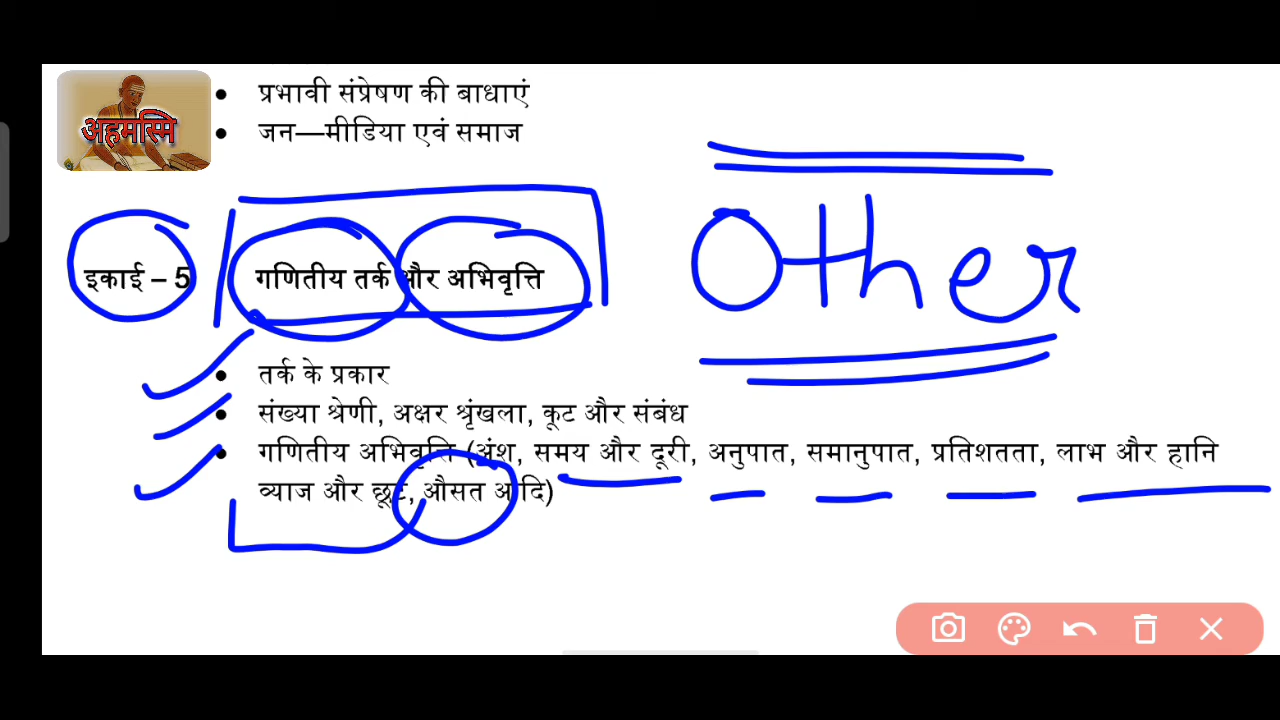 प्रभावी संप्रेषण की बाधाएं
अहमस्मि
जन—मीडिया एवं समाज
Other
इकाई – 5 गणितीय तर्क और अभिवृत्ति
तर्क के प्रकार
संख्या श्रेणी, अक्षर श्रृंखला, कूट और संबंध
गणितीय अभिवृत्ति (अंश, समय और दूरी, अनुपात, समानुपात, प्रतिशतता, लाभ और हानि
व्याज और छूट, औसत आदि)